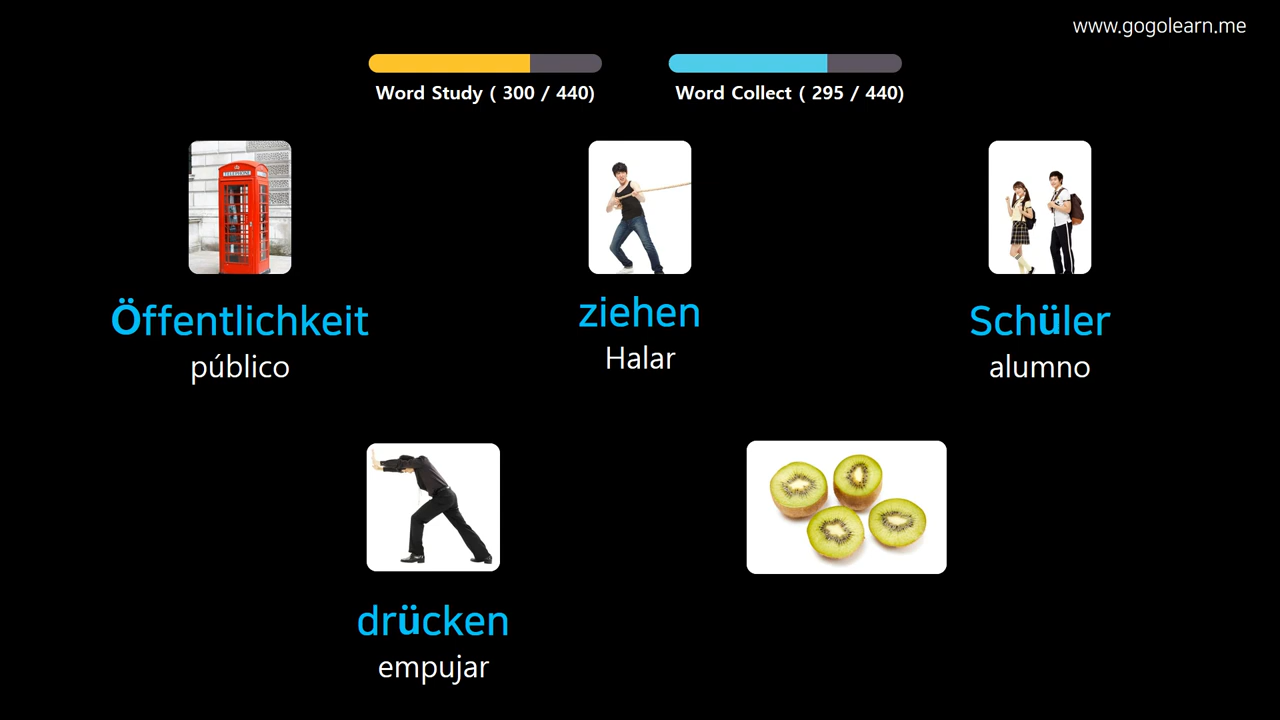 www.gogolearn.me
Word Study ( 300 / 440)
Word Collect ( 295 / 440)
TELEPHONE
Öffentlichkeit
público
ziehen
Halar
Schüler
alumno
drücken
empujar